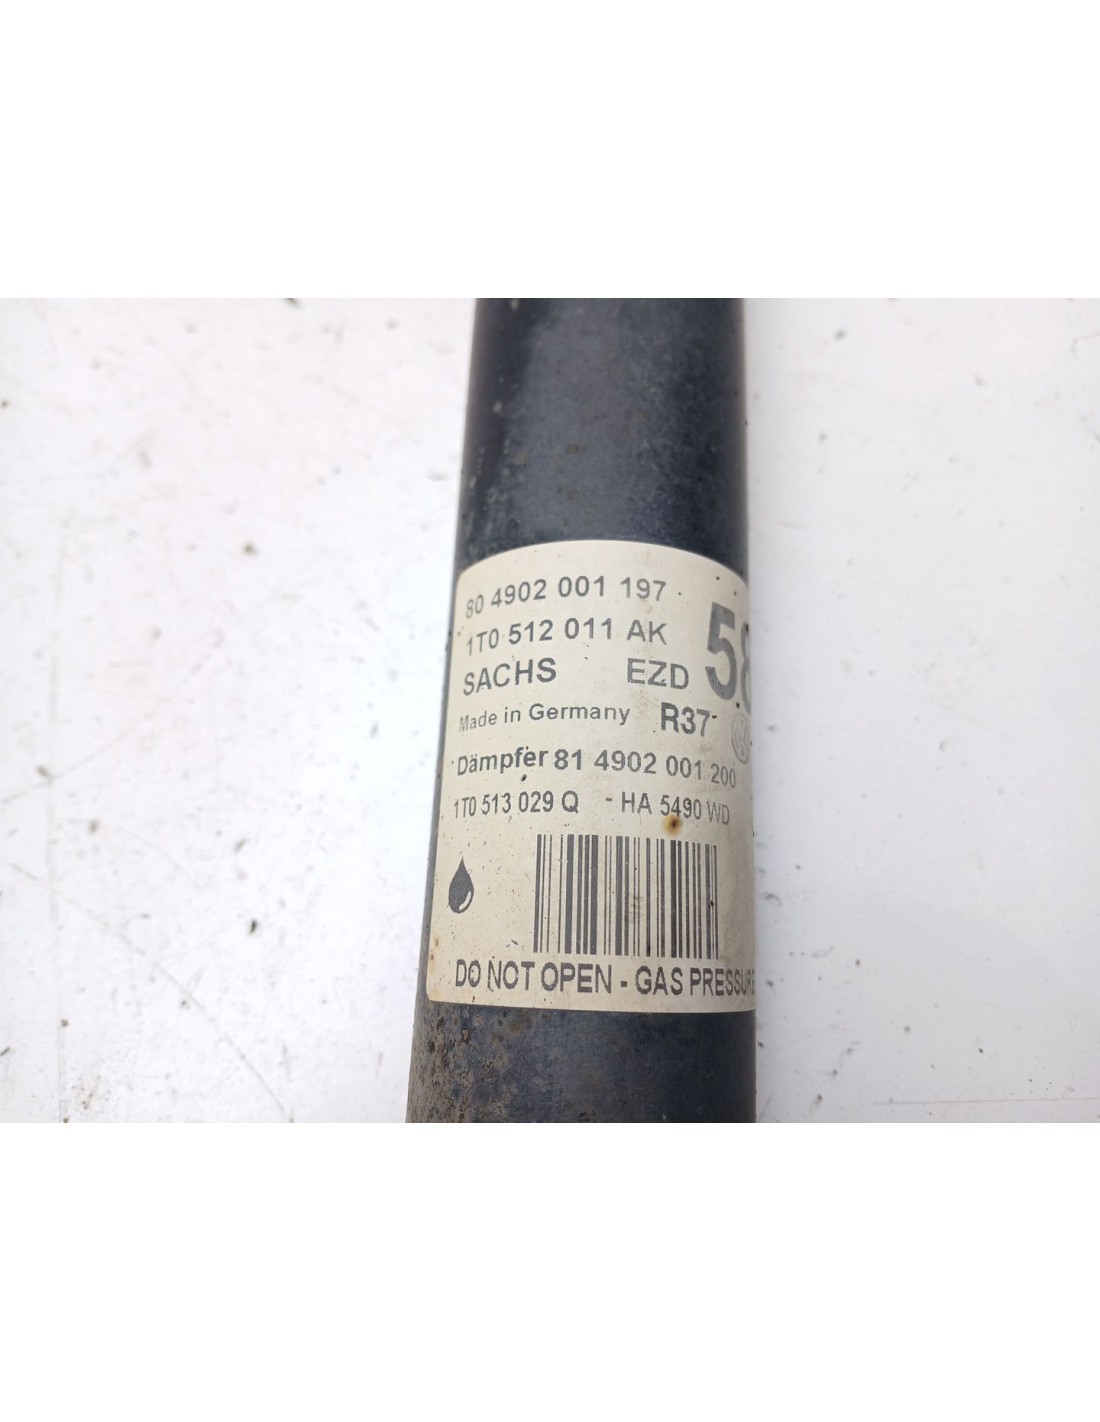 80 4902 001 197
1T0 512 011 AK
SACHS EZD 58
Made in Germany R37
Dämpfer 81 4902 001 200
1T0 513 029 Q - HA 5490 WD
DO NOT OPEN - GAS PRESSURE